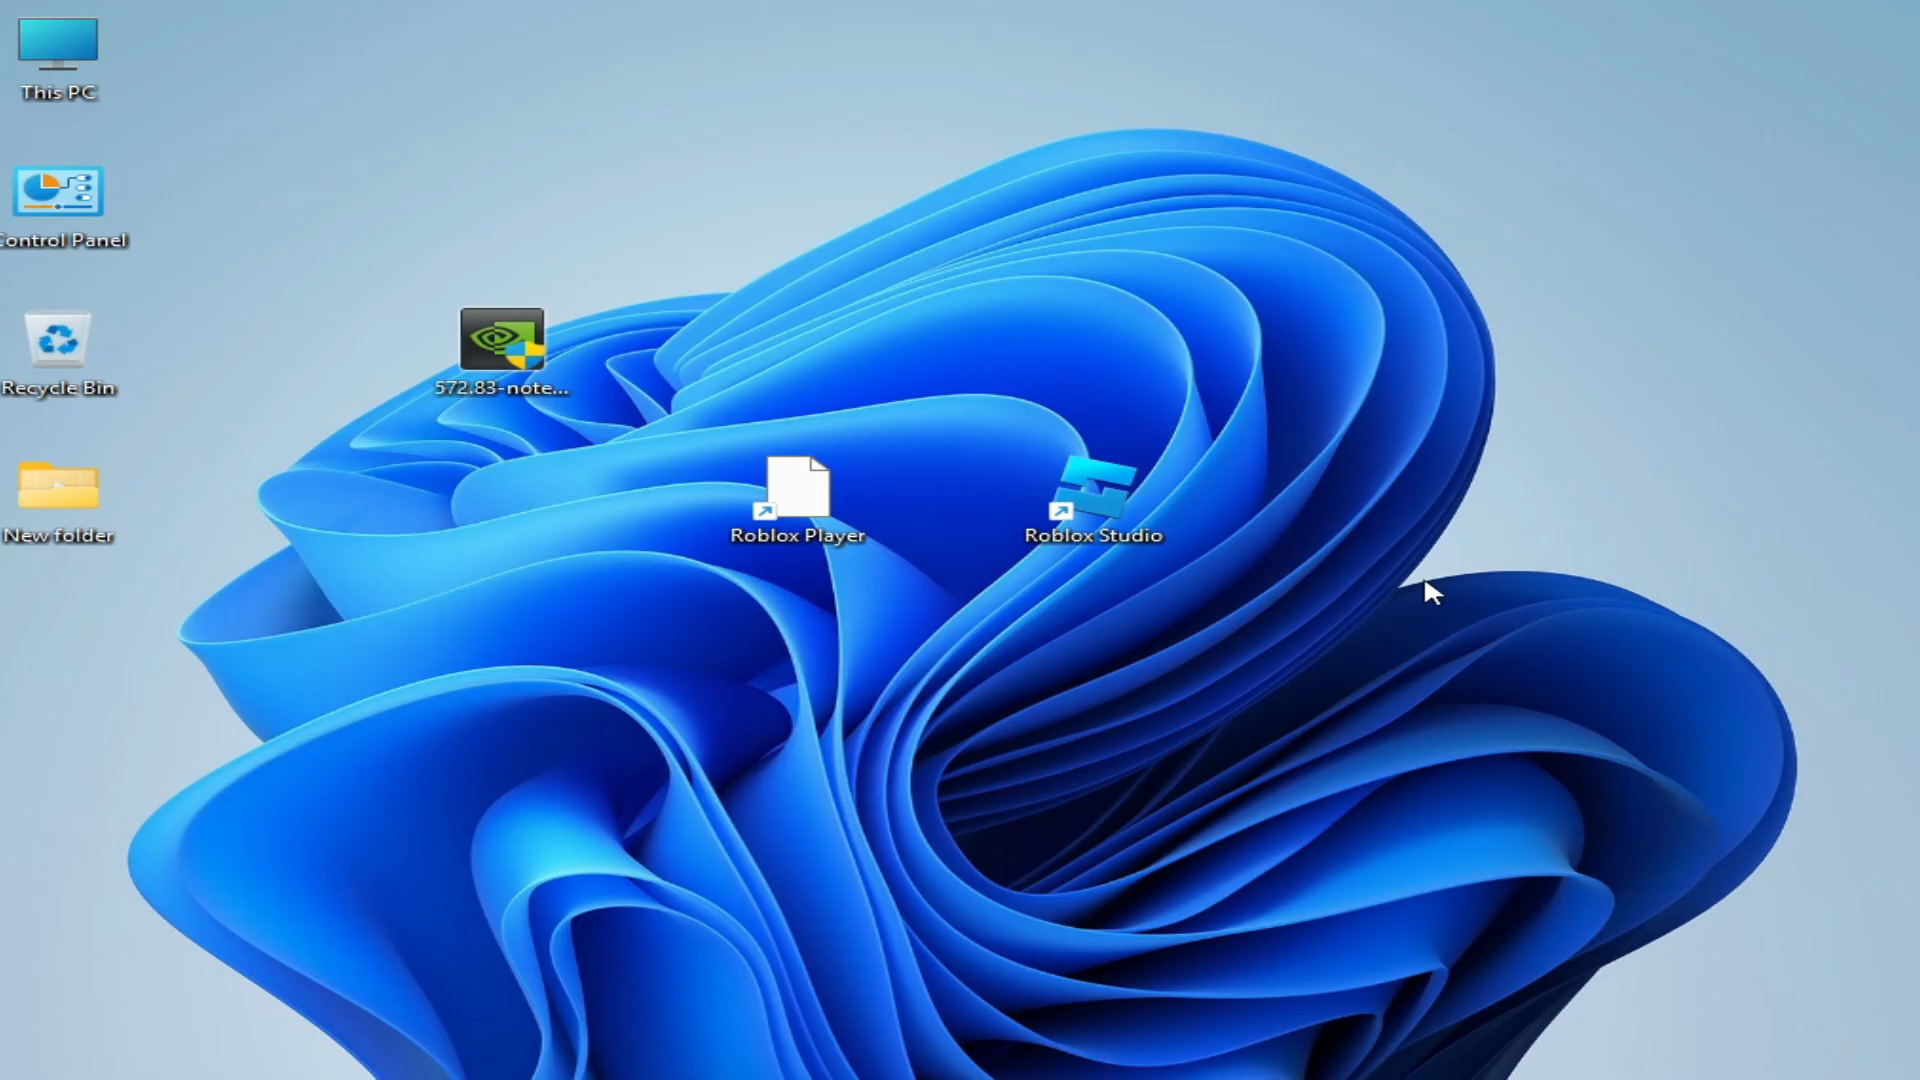 This PC
Control Panel
Recycle Bin
572.83-note...
New folder
Roblox Player
Roblox Studio